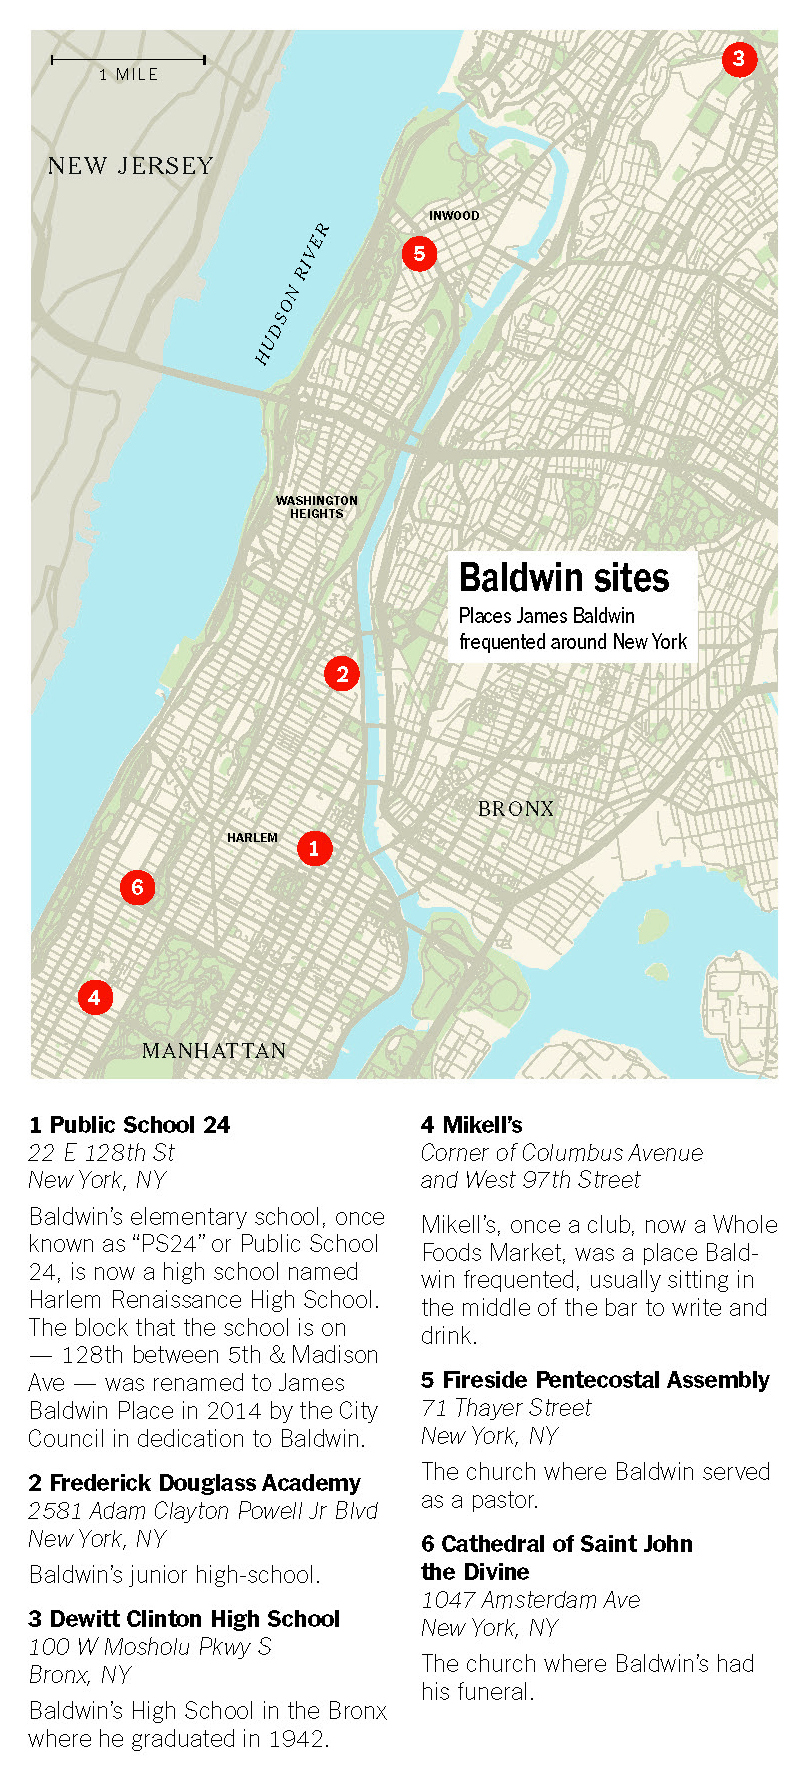 1 MILE
3
NEW JERSEY
INWOOD
5
HUDSON RIVER
WASHINGTON
HEIGHTS
Baldwin sites
Places James Baldwin
frequented around New York
2
BRONX
HARLEM
1
6
4
MANHATTAN
1 Public School 24
22 E 128th St
New York, NY
Baldwin’s elementary school, once
known as “PS24” or Public School
24, is now a high school named
Harlem Renaissance High School.
The block that the school is on
— 128th between 5th & Madison
Ave — was renamed to James
Baldwin Place in 2014 by the City
Council in dedication to Baldwin.
2 Frederick Douglass Academy
2581 Adam Clayton Powell Jr Blvd
New York, NY
Baldwin’s junior high-school.
3 Dewitt Clinton High School
100 W Mosholu Pkwy S
Bronx, NY
Baldwin’s High School in the Bronx
where he graduated in 1942.
4 Mikell’s
Corner of Columbus Avenue
and West 97th Street
Mikell’s, once a club, now a Whole
Foods Market, was a place Bald-
win frequented, usually sitting in
the middle of the bar to write and
drink.
5 Fireside Pentecostal Assembly
71 Thayer Street
New York, NY
The church where Baldwin served
as a pastor.
6 Cathedral of Saint John
the Divine
1047 Amsterdam Ave
New York, NY
The church where Baldwin’s had
his funeral.